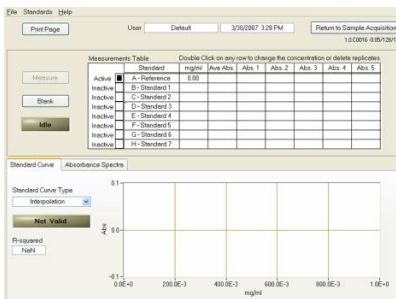 File Standards Help
Print Page User Default 3/30/2007 3:28 PM Return to Sample Acquisition
Measurements Table Double Click on any row to change the concentration or delete replicates.
Standard mg/ml Ave Abs. Abs. 1 Abs. 2 Abs. 3 Abs. 4 Abs. 5
Active A - Reference 0.00
Inactive B - Standard 1
Inactive C - Standard 2
Inactive D - Standard 3
Inactive E - Standard 4
Inactive F - Standard 5
Inactive G - Standard 6
Inactive H - Standard 7
Measure
Blank
Idle
Standard Curve Absorbance Spectra
Standard Curve Type
Interpolation
Not Valid
R-squared
NaN
Abs
0.1
0.0
-0.1
0.0E+0 200.0E-3 400.0E-3 600.0E-3 800.0E-3 1.0E+0
mg/ml